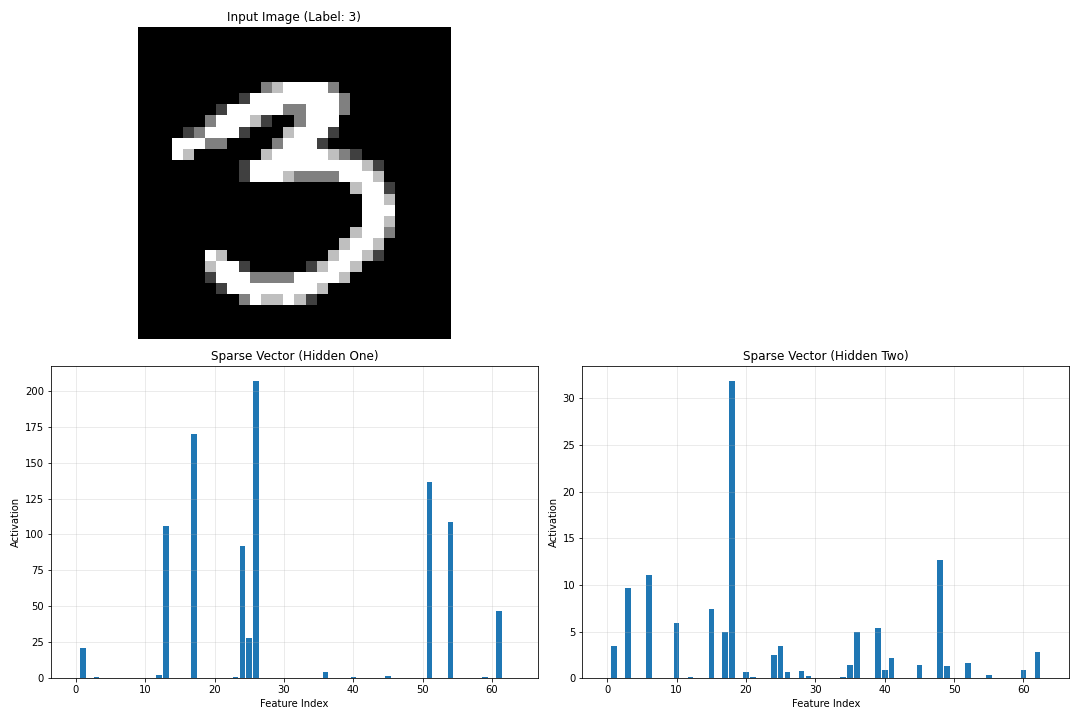 Input Image (Label: 3)
3
Sparse Vector (Hidden One)
200
175
150
125
100
75
50
25
0
Activation
0 10 20 30 40 50 60
Feature Index
Sparse Vector (Hidden Two)
30
25
20
15
10
5
0
Activation
0 10 20 30 40 50 60
Feature Index